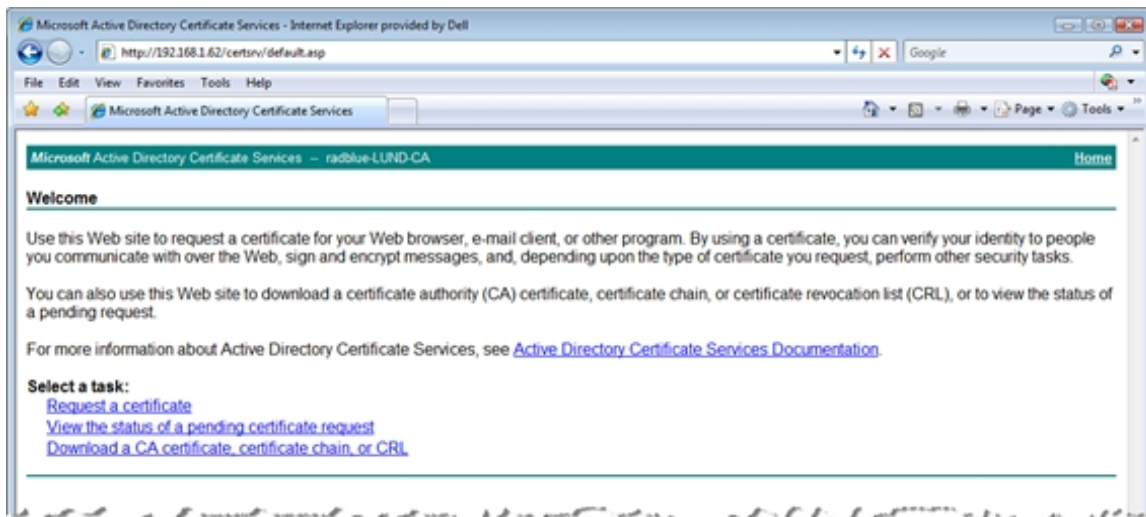 Microsoft Active Directory Certificate Services - Internet Explorer provided by Dell
http://192.168.1.62/certsrv/default.asp
Google
File Edit View Favorites Tools Help
Microsoft Active Directory Certificate Services
Page Tools
Microsoft Active Directory Certificate Services -- radblue-LUND-CA
Home
Welcome
Use this Web site to request a certificate for your Web browser, e-mail client, or other program. By using a certificate, you can verify your identity to people
you communicate with over the Web, sign and encrypt messages, and, depending upon the type of certificate you request, perform other security tasks.
You can also use this Web site to download a certificate authority (CA) certificate, certificate chain, or certificate revocation list (CRL), or to view the status of
a pending request.
For more information about Active Directory Certificate Services, see Active Directory Certificate Services Documentation.
Select a task:
Request a certificate
View the status of a pending certificate request
Download a CA certificate, certificate chain, or CRL